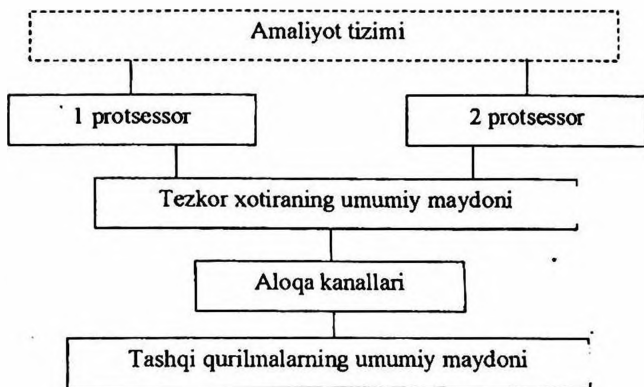 Amaliyot tizimi
1 protsessor
2 protsessor
Tezkor xotiraning umumiy maydoni
Aloqa kanallari
Tashqi qurilmalarning umumiy maydoni